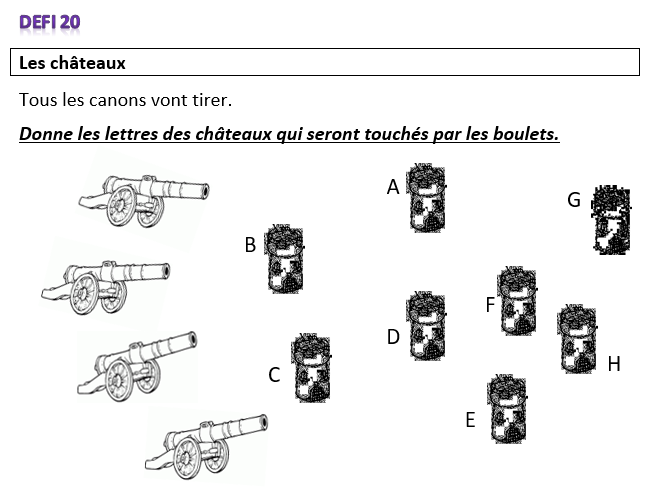 DEFI 20
Les châteaux
Tous les canons vont tirer.
Donne les lettres des châteaux qui seront touchés par les boulets.
A
G
B
F
D
H
C
E